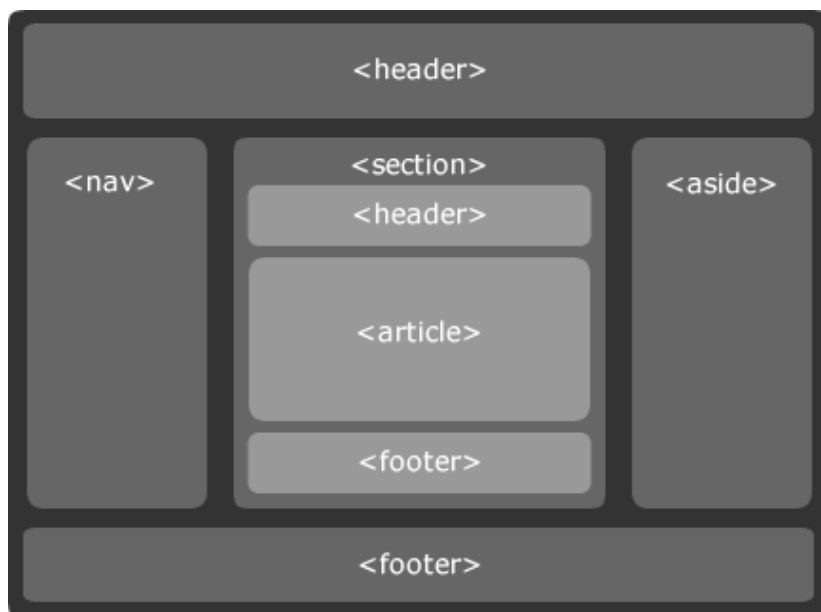 <header>
<nav>
<section>
<header>
<article>
<footer>
<aside>
<footer>